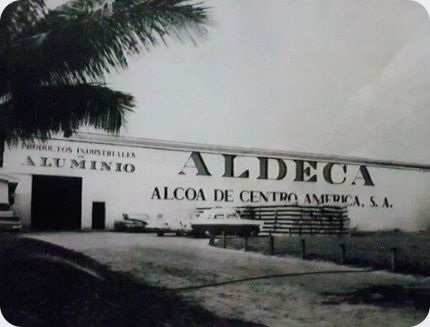 PRODUCTOS INDUSTRIALES
DE
ALUMINIO
ALDECA
ALCOA DE CENTRO AMERICA, S. A.